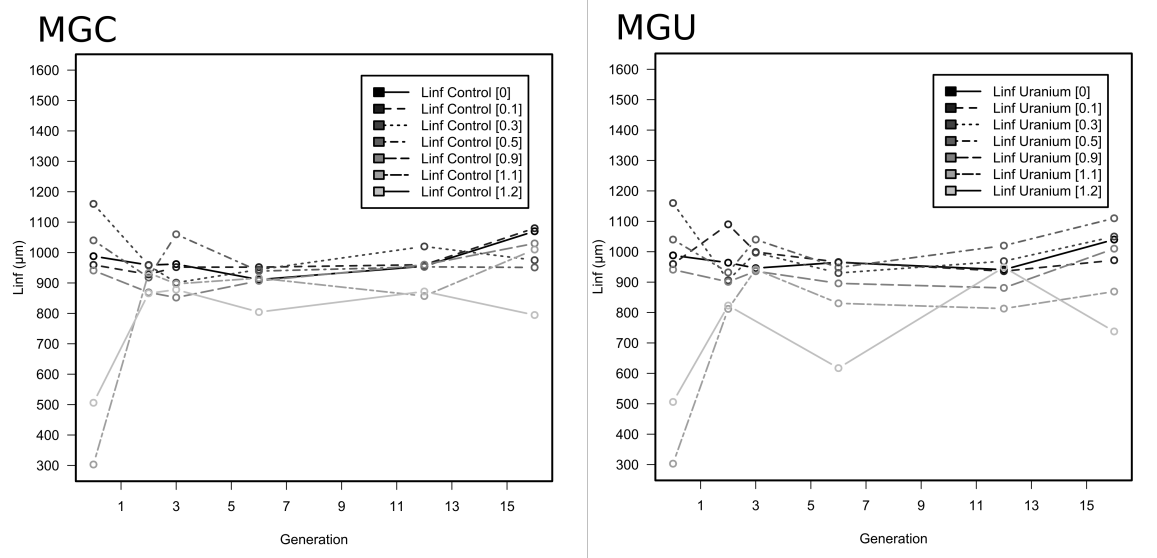 MGC
1600
1500
1400
1300
1200
1100
1000
900
800
700
600
500
400
300
Linf (μm)
Linf Control [0]
Linf Control [0.1]
Linf Control [0.3]
Linf Control [0.5]
Linf Control [0.9]
Linf Control [1.1]
Linf Control [1.2]
1 3 5 7 9 11 13 15
Generation
MGU
1600
1500
1400
1300
1200
1100
1000
900
800
700
600
500
400
300
Linf (μm)
Linf Uranium [0]
Linf Uranium [0.1]
Linf Uranium [0.3]
Linf Uranium [0.5]
Linf Uranium [0.9]
Linf Uranium [1.1]
Linf Uranium [1.2]
1 3 5 7 9 11 13 15
Generation